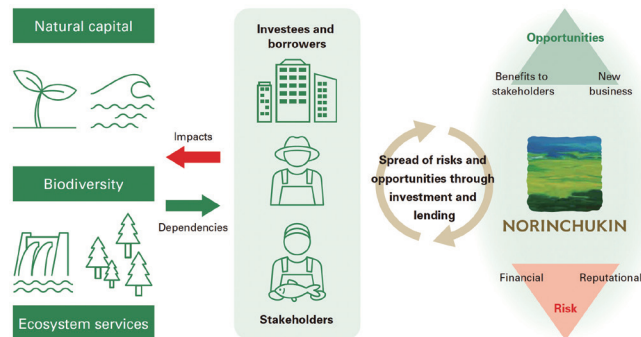 Natural capital
Biodiversity
Ecosystem services
Impacts
Dependencies
Investees and
borrowers
Stakeholders
Spread of risks and
opportunities through
investment and
lending
Opportunities
Benefits to
stakeholders
New
business
NORINCHUKIN
Financial
Reputational
Risk